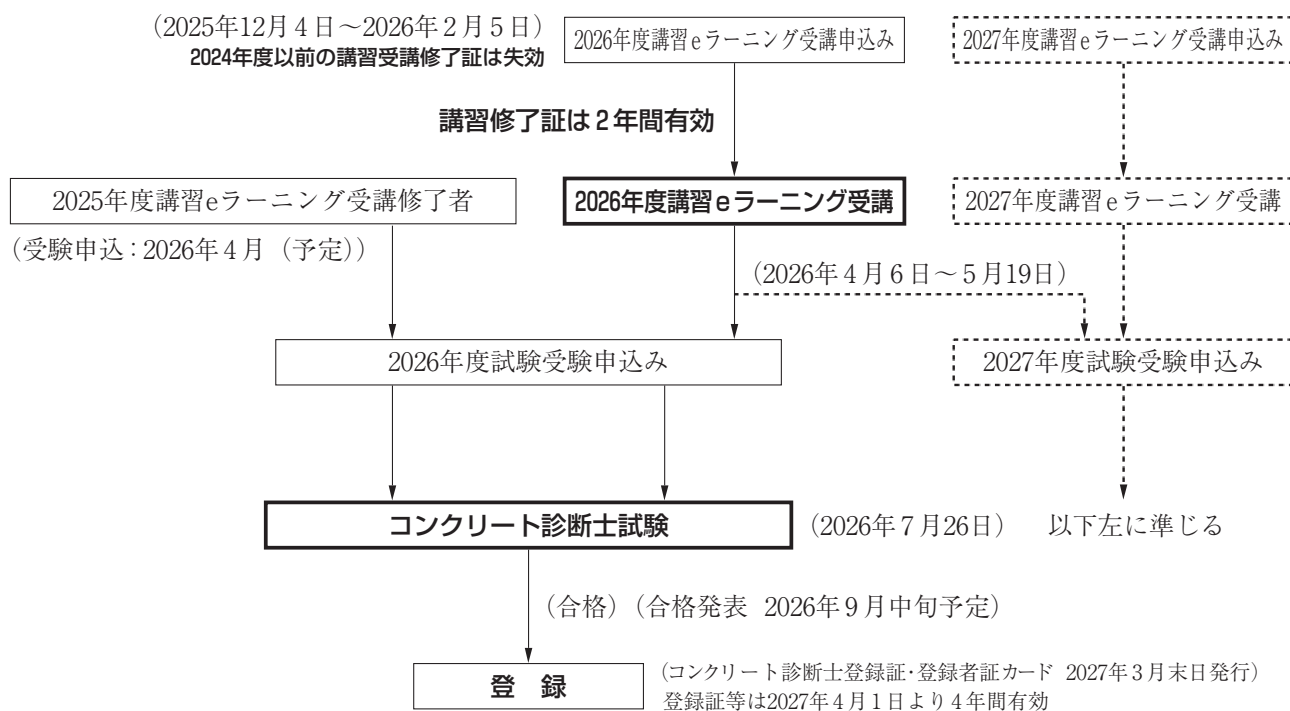 （2025年12月４日～2026年２月５日）
2024年度以前の講習受講修了証は失効
2026年度講習ｅラーニング受講申込み
2027年度講習ｅラーニング受講申込み
講習修了証は２年間有効
2025年度講習eラーニング受講修了者
（受験申込：2026年４月（予定））
2026年度講習ｅラーニング受講
2027年度講習ｅラーニング受講
（2026年４月６日～５月19日）
2026年度試験受験申込み
2027年度試験受験申込み
コンクリート診断士試験
（2026年７月26日）
以下左に準じる
（合格）（合格発表 2026年９月中旬予定）
登 録
（コンクリート診断士登録証・登録者証カード 2027年３月末日発行）
登録証等は2027年４月１日より４年間有効